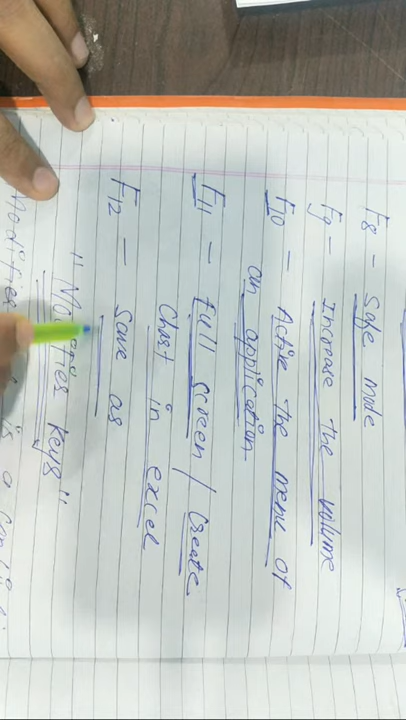 F8 - Safe mode
F9 - Increase the volume
F10 - Active the menu of
an application
F11 - full screen / Create
Chart in excel
F12 - Save as
keys"
is a